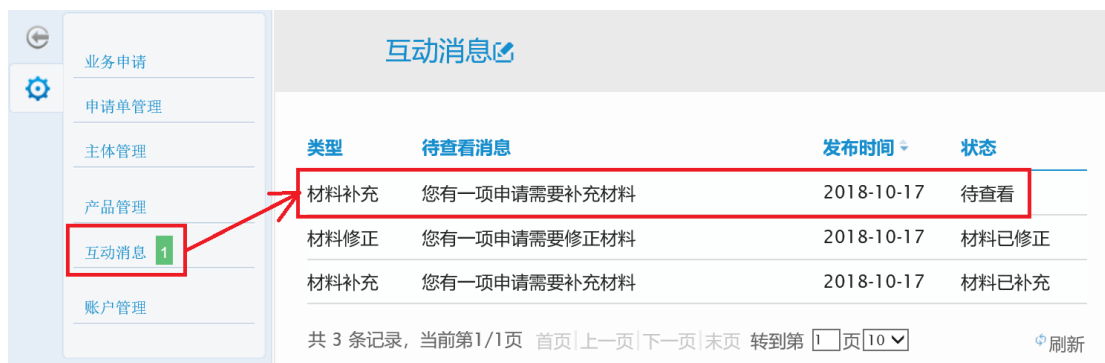 业务申请
申请单管理
主体管理
产品管理
互动消息 1
账户管理
互动消息
类型 待查看消息 发布时间 状态
材料补充 您有一项申请需要补充材料 2018-10-17 待查看
材料修正 您有一项申请需要修正材料 2018-10-17 材料已修正
材料补充 您有一项申请需要补充材料 2018-10-17 材料已补充
共 3 条记录，当前第1/1页 首页|上一页|下一页|末页 转到第 1 页 10 刷新